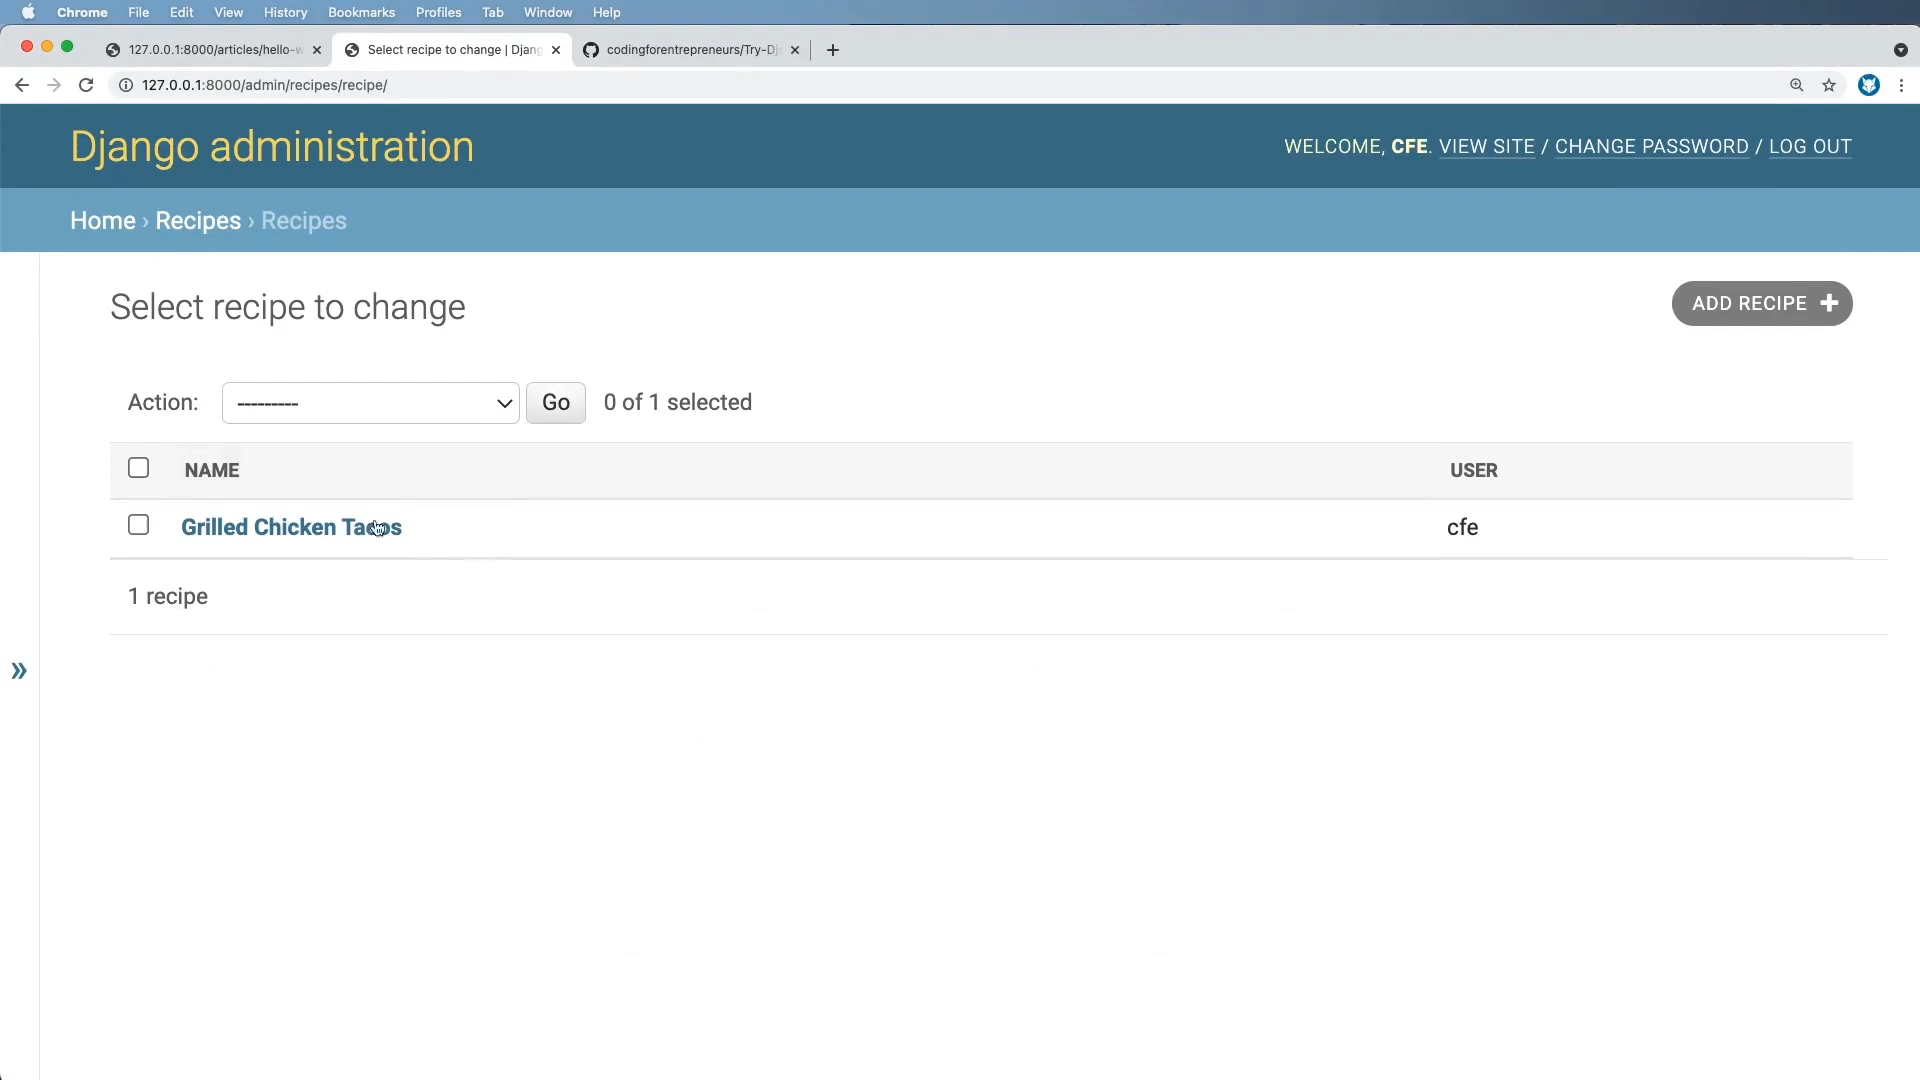 Chrome File Edit View History Bookmarks Profiles Tab Window Help
127.0.0.1:8000/articles/hello-w Select recipe to change | Djang codingforentrepreneurs/Try-Dj
127.0.0.1:8000/admin/recipes/recipe/
Django administration
WELCOME, CFE. VIEW SITE / CHANGE PASSWORD / LOG OUT
Home › Recipes › Recipes
Select recipe to change
ADD RECIPE +
Action: --------- Go 0 of 1 selected
NAME USER
Grilled Chicken Tacos cfe
1 recipe
»